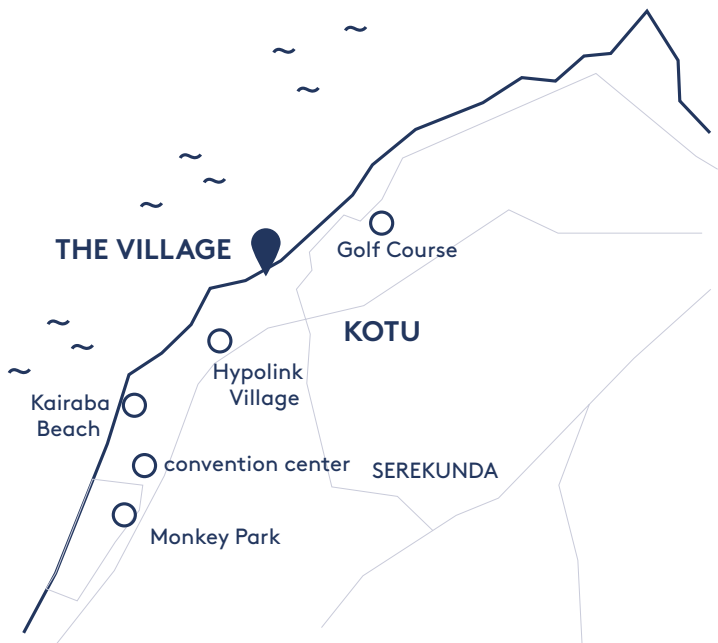 THE VILLAGE
Golf Course
KOTU
Hypolink
Village
Kairaba
Beach
convention center
SEREKUNDA
Monkey Park